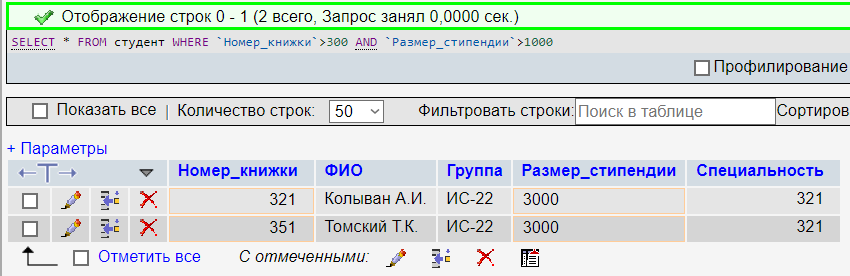 Отображение строк 0 - 1 (2 всего, Запрос занял 0,0000 сек.)
SELECT * FROM студент WHERE `Номер_книжки`>300 AND `Размер_стипендии`>1000
Профилирование
Показать все | Количество строк: 50 Фильтровать строки: Поиск в таблице Сортиров
+ Параметры
←T→ Номер_книжки ФИО Группа Размер_стипендии Специальность
321 Колыван А.И. ИС-22 3000 321
351 Томский Т.К. ИС-22 3000 321
Отметить все С отмеченными: